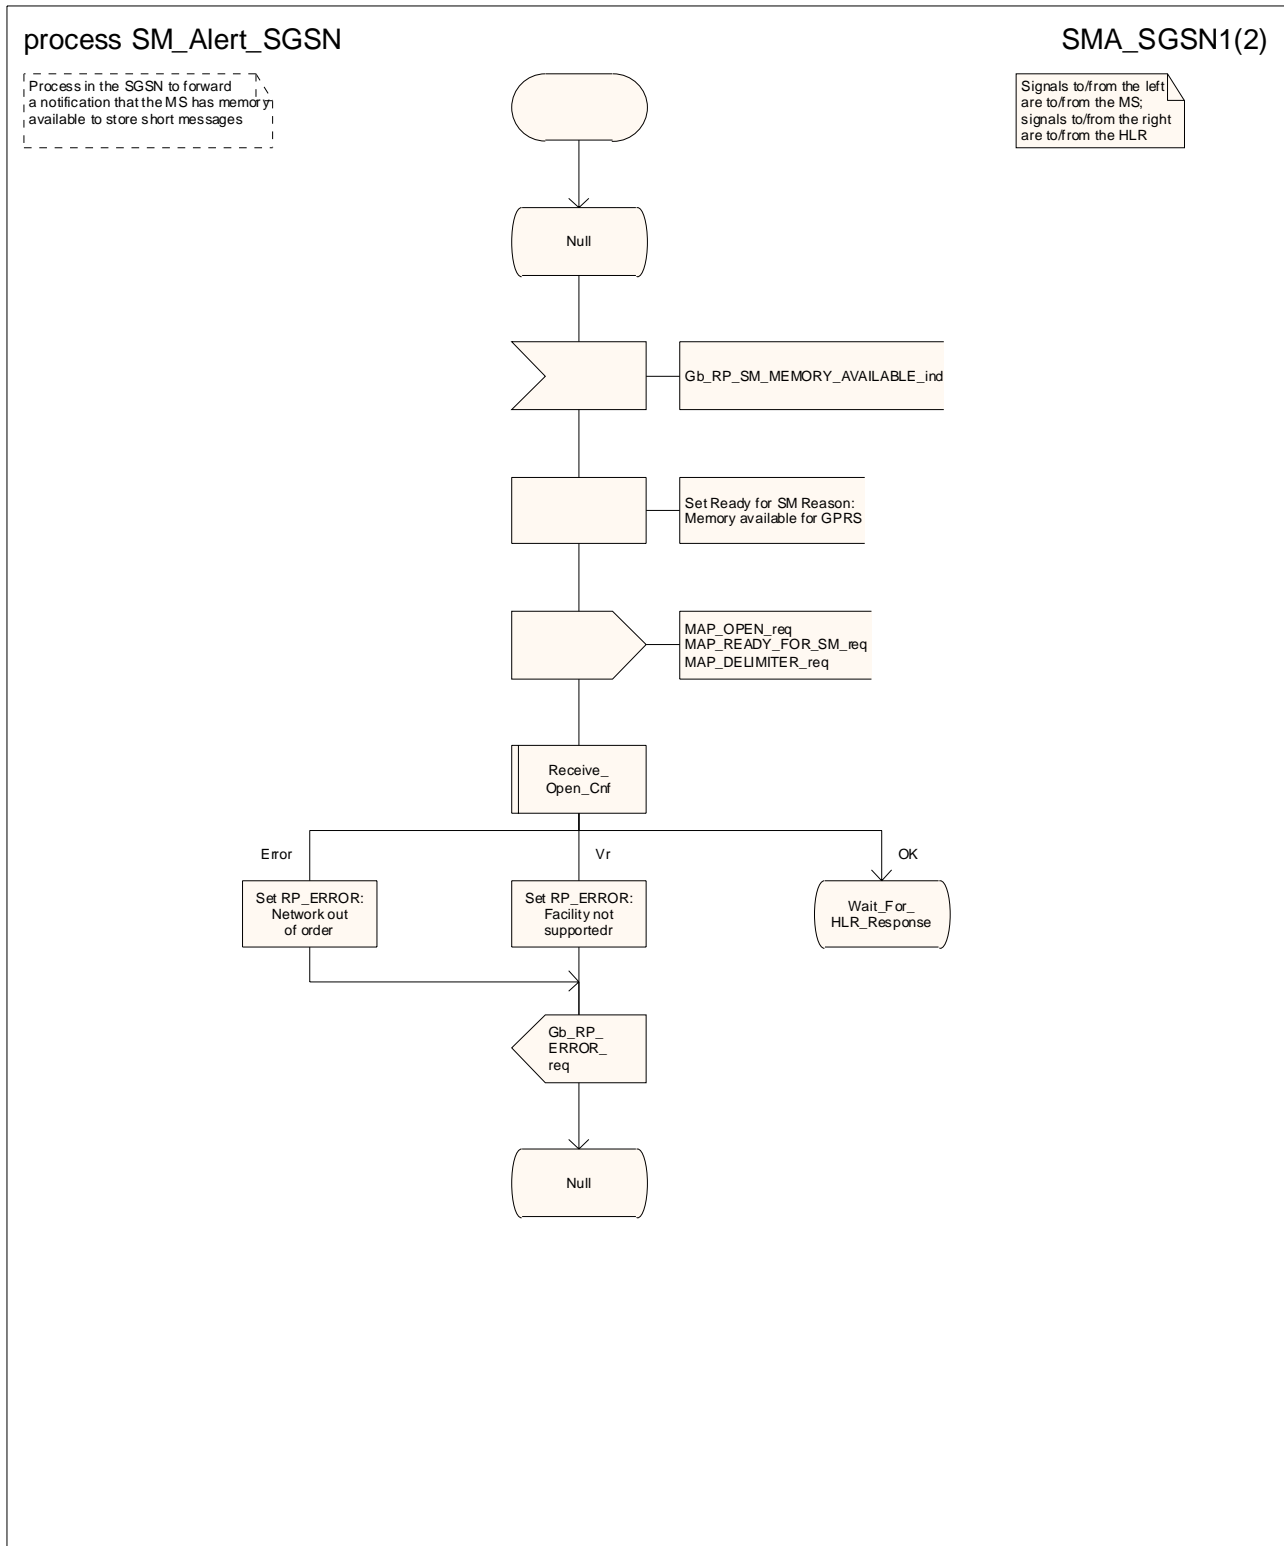 process SM_Alert_SGSN
SMA_SGSN1(2)
Process in the SGSN to forward
a notification that the MS has memory
available to store short messages
Signals to/from the left
are to/from the MS;
signals to/from the right
are to/from the HLR
Null
Gb_RP_SM_MEMORY_AVAILABLE_ind
Set Ready for SM Reason:
Memory available for GPRS
MAP_OPEN_req
MAP_READY_FOR_SM_req
MAP_DELIMITER_req
Receive_
Open_Cnf
Error
Vr
OK
Set RP_ERROR:
Network out
of order
Set RP_ERROR:
Facility not
supportedr
Wait_For_
HLR_Response
Gb_RP_
ERROR_
req
Null